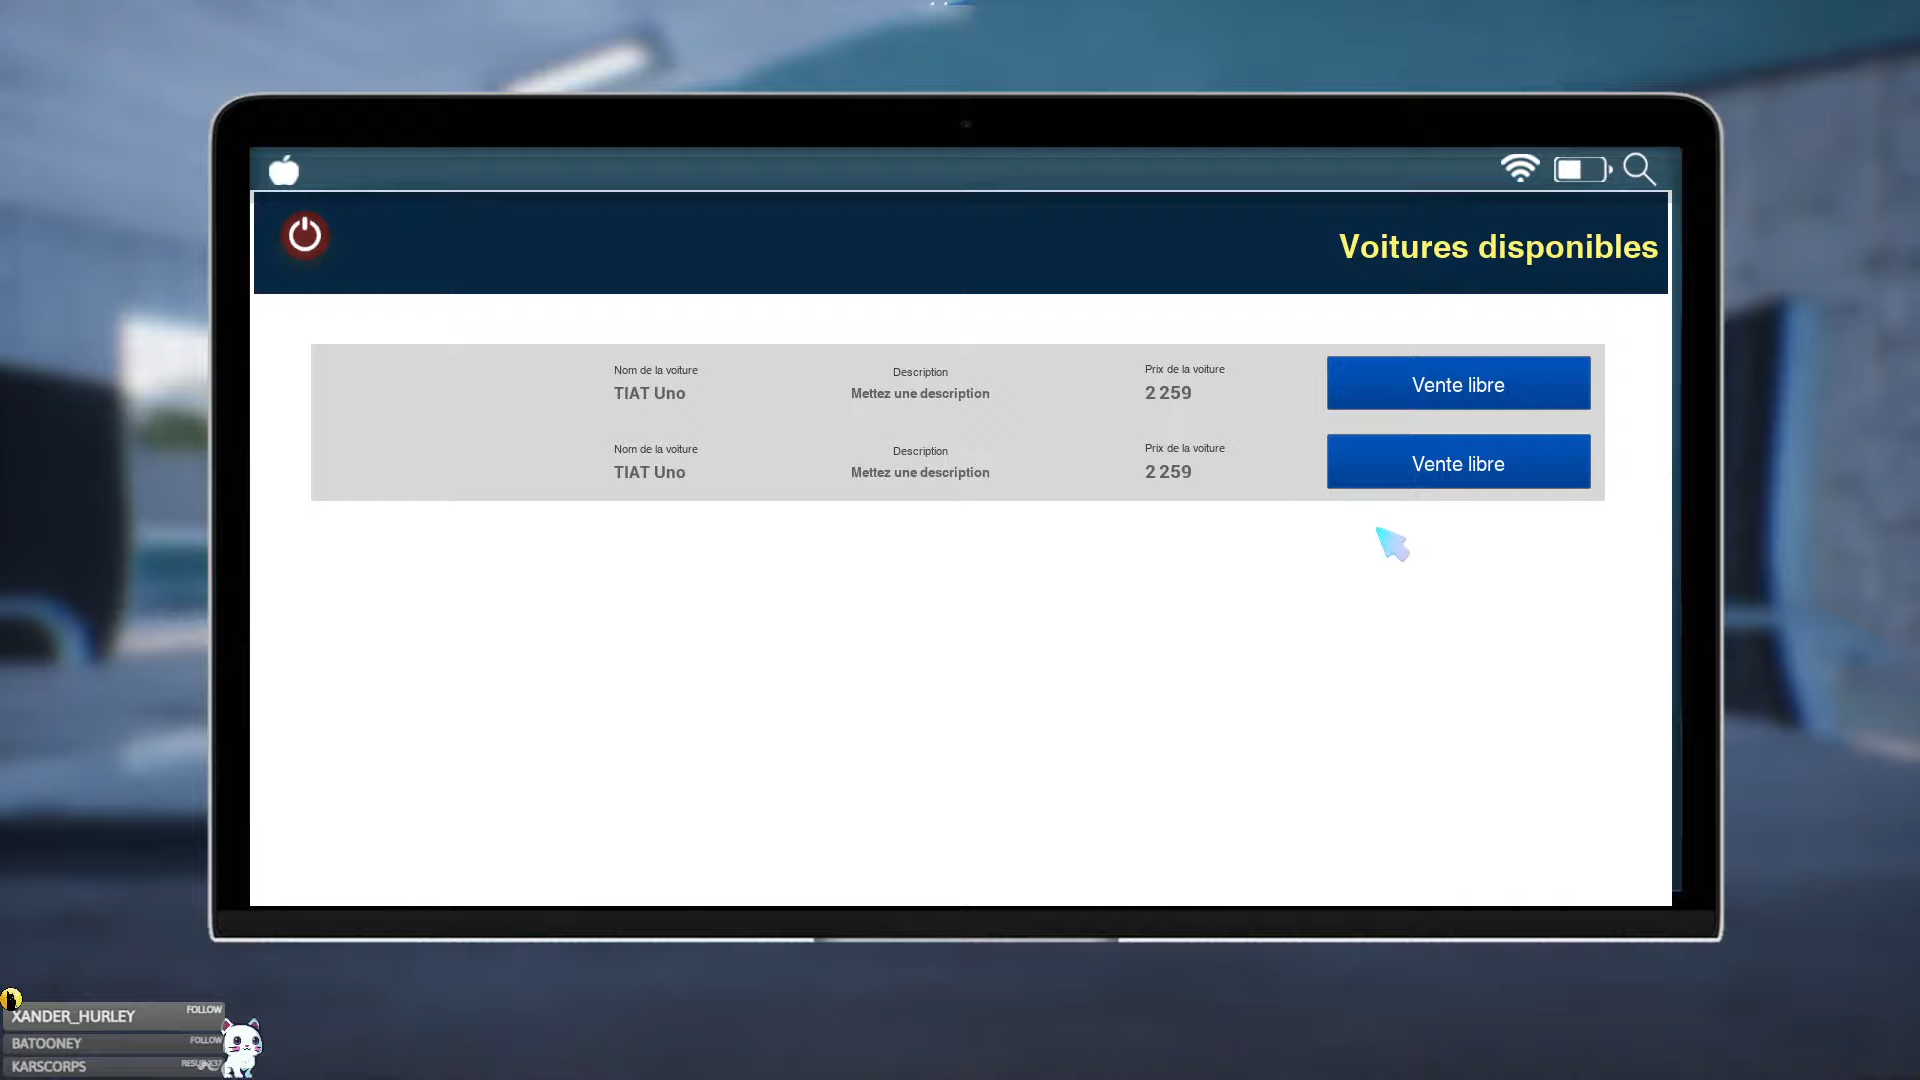 Voitures disponibles
Nom de la voiture Description Prix de la voiture
TIAT Uno Mettez une description 2 259 Vente libre
Nom de la voiture Description Prix de la voiture
TIAT Uno Mettez une description 2 259 Vente libre
XANDER_HURLEY FOLLOW
BATOONEY FOLLOW
KARSCORPS